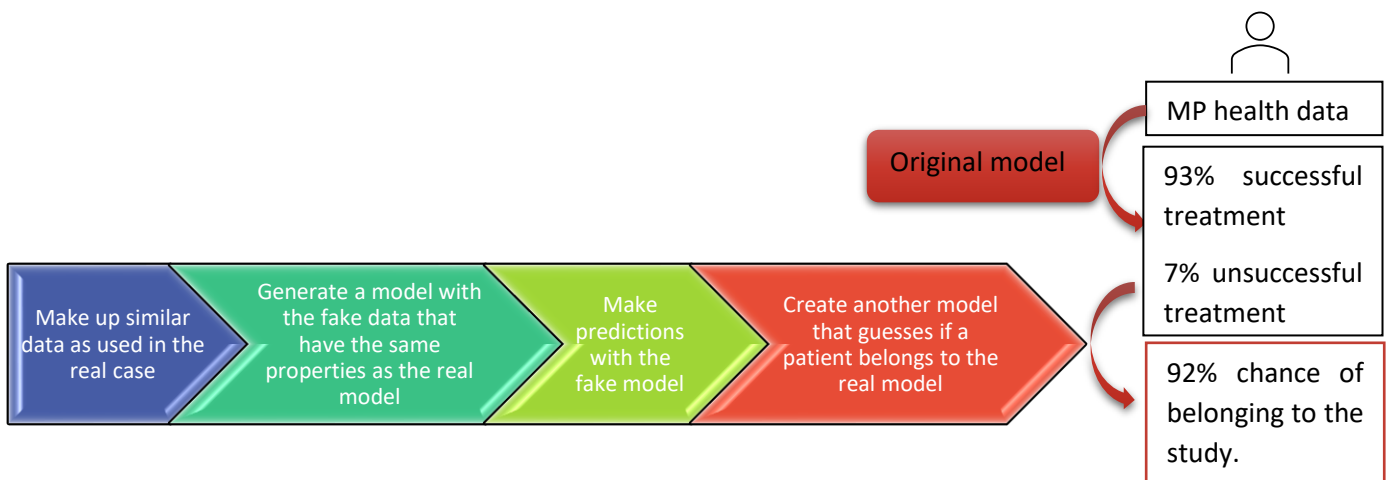 MP health data
Original model
93% successful
treatment
7% unsuccessful
treatment
Make up similar
data as used in the
real case
Generate a model with
the fake data that
have the same
properties as the real
model
Make
predictions
with the
fake model
Create another model
that guesses if a
patient belongs to the
real model
92% chance of
belonging to the
study.